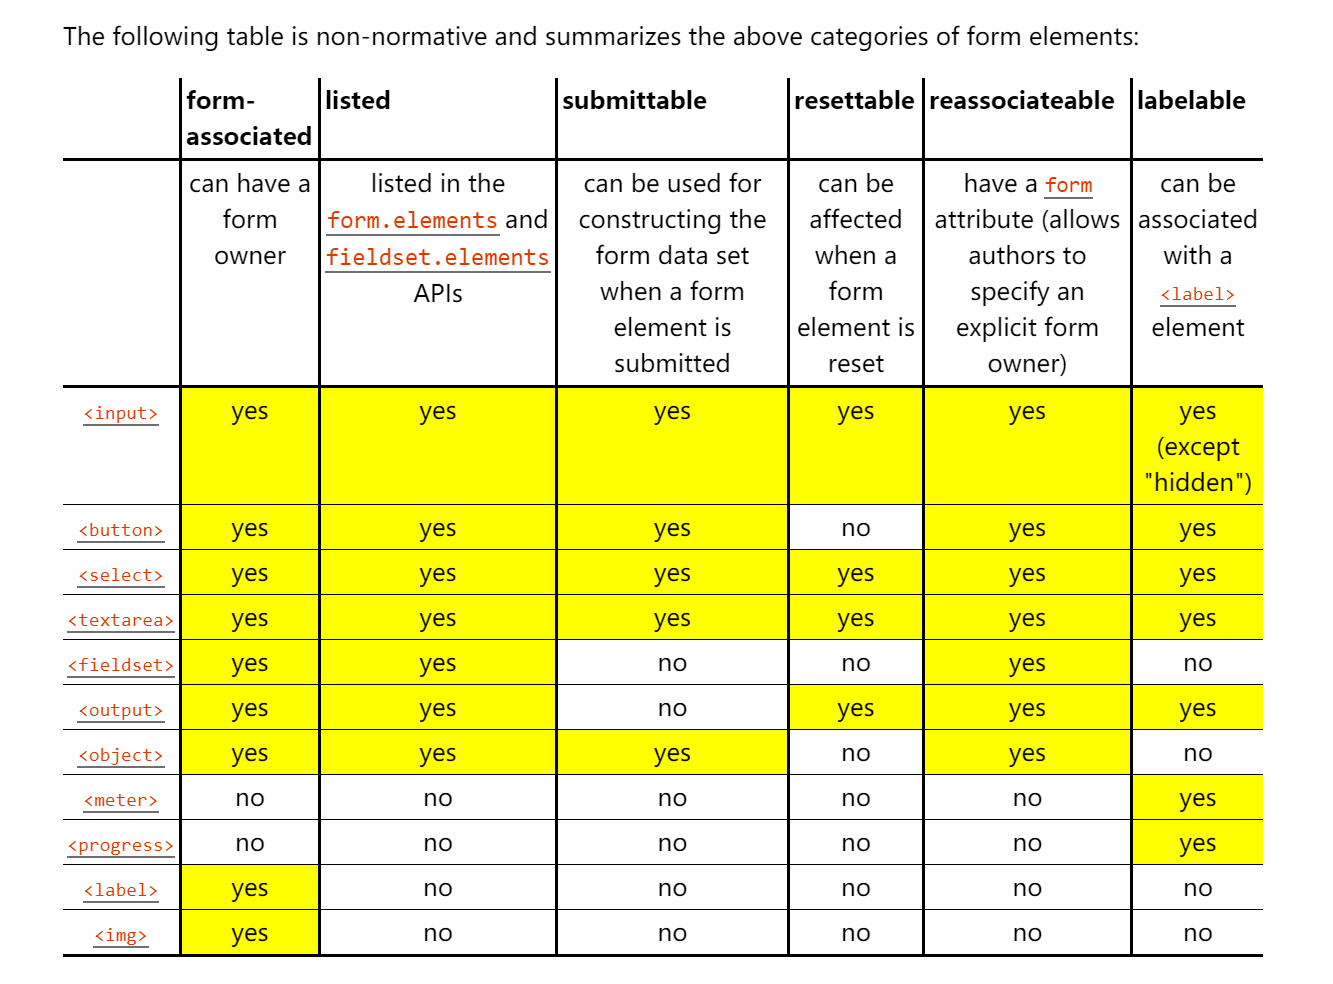 The following table is non-normative and summarizes the above categories of form elements:
form-associated listed submittable resettable reassociateable labelable
can have a form owner
listed in the form.elements and fieldset.elements APIs
can be used for constructing the form data set when a form element is submitted
can be affected when a form element is reset
have a form attribute (allows authors to specify an explicit form owner)
can be associated with a <label> element
<input> yes yes yes yes yes yes (except "hidden")
<button> yes yes yes no yes yes
<select> yes yes yes yes yes yes
<textarea> yes yes yes yes yes yes
<fieldset> yes yes no no yes no
<output> yes yes no yes yes yes
<object> yes yes yes no yes no
<meter> no no no no no yes
<progress> no no no no no yes
<label> yes no no no no no
<img> yes no no no no no